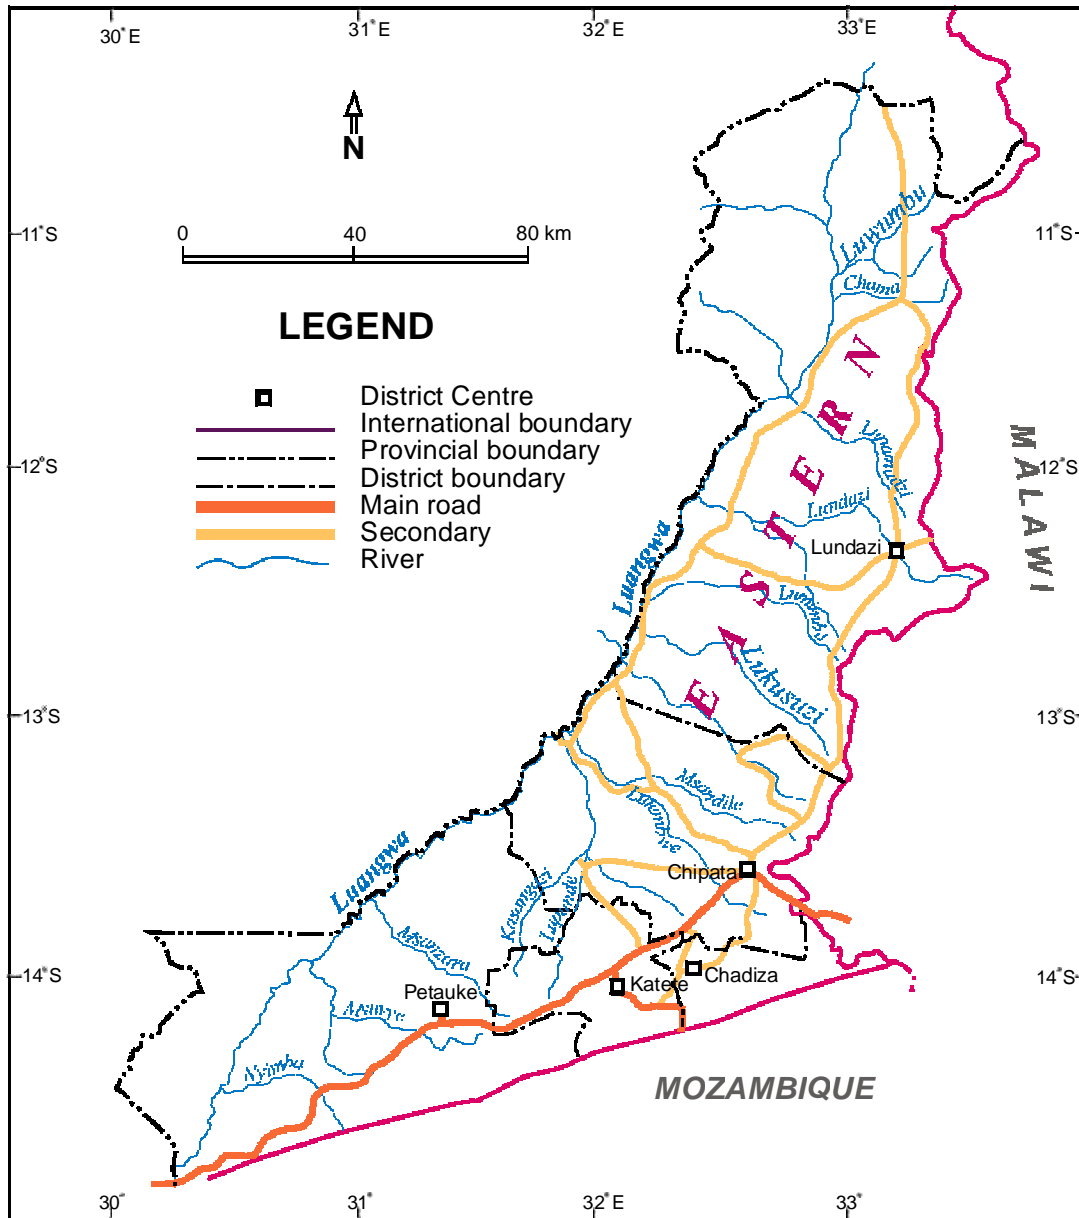 30°E
31°E
32°E
33°E
N
0
40
80 km
11°S
11°S
LEGEND
District Centre
International boundary
Provincial boundary
District boundary
Main road
Secondary
River
Luwumbu
Chama
EASTERN
MALAWI
12°S
12°S
Lundazi
Lundazi
Luangwa
Lukusuzi
13°S
13°S
Msandile
Chipata
Luangwa
14°S
14°S
Petauke
Katete
Chadiza
Nyimba
MOZAMBIQUE
30°
31°
32°
33°